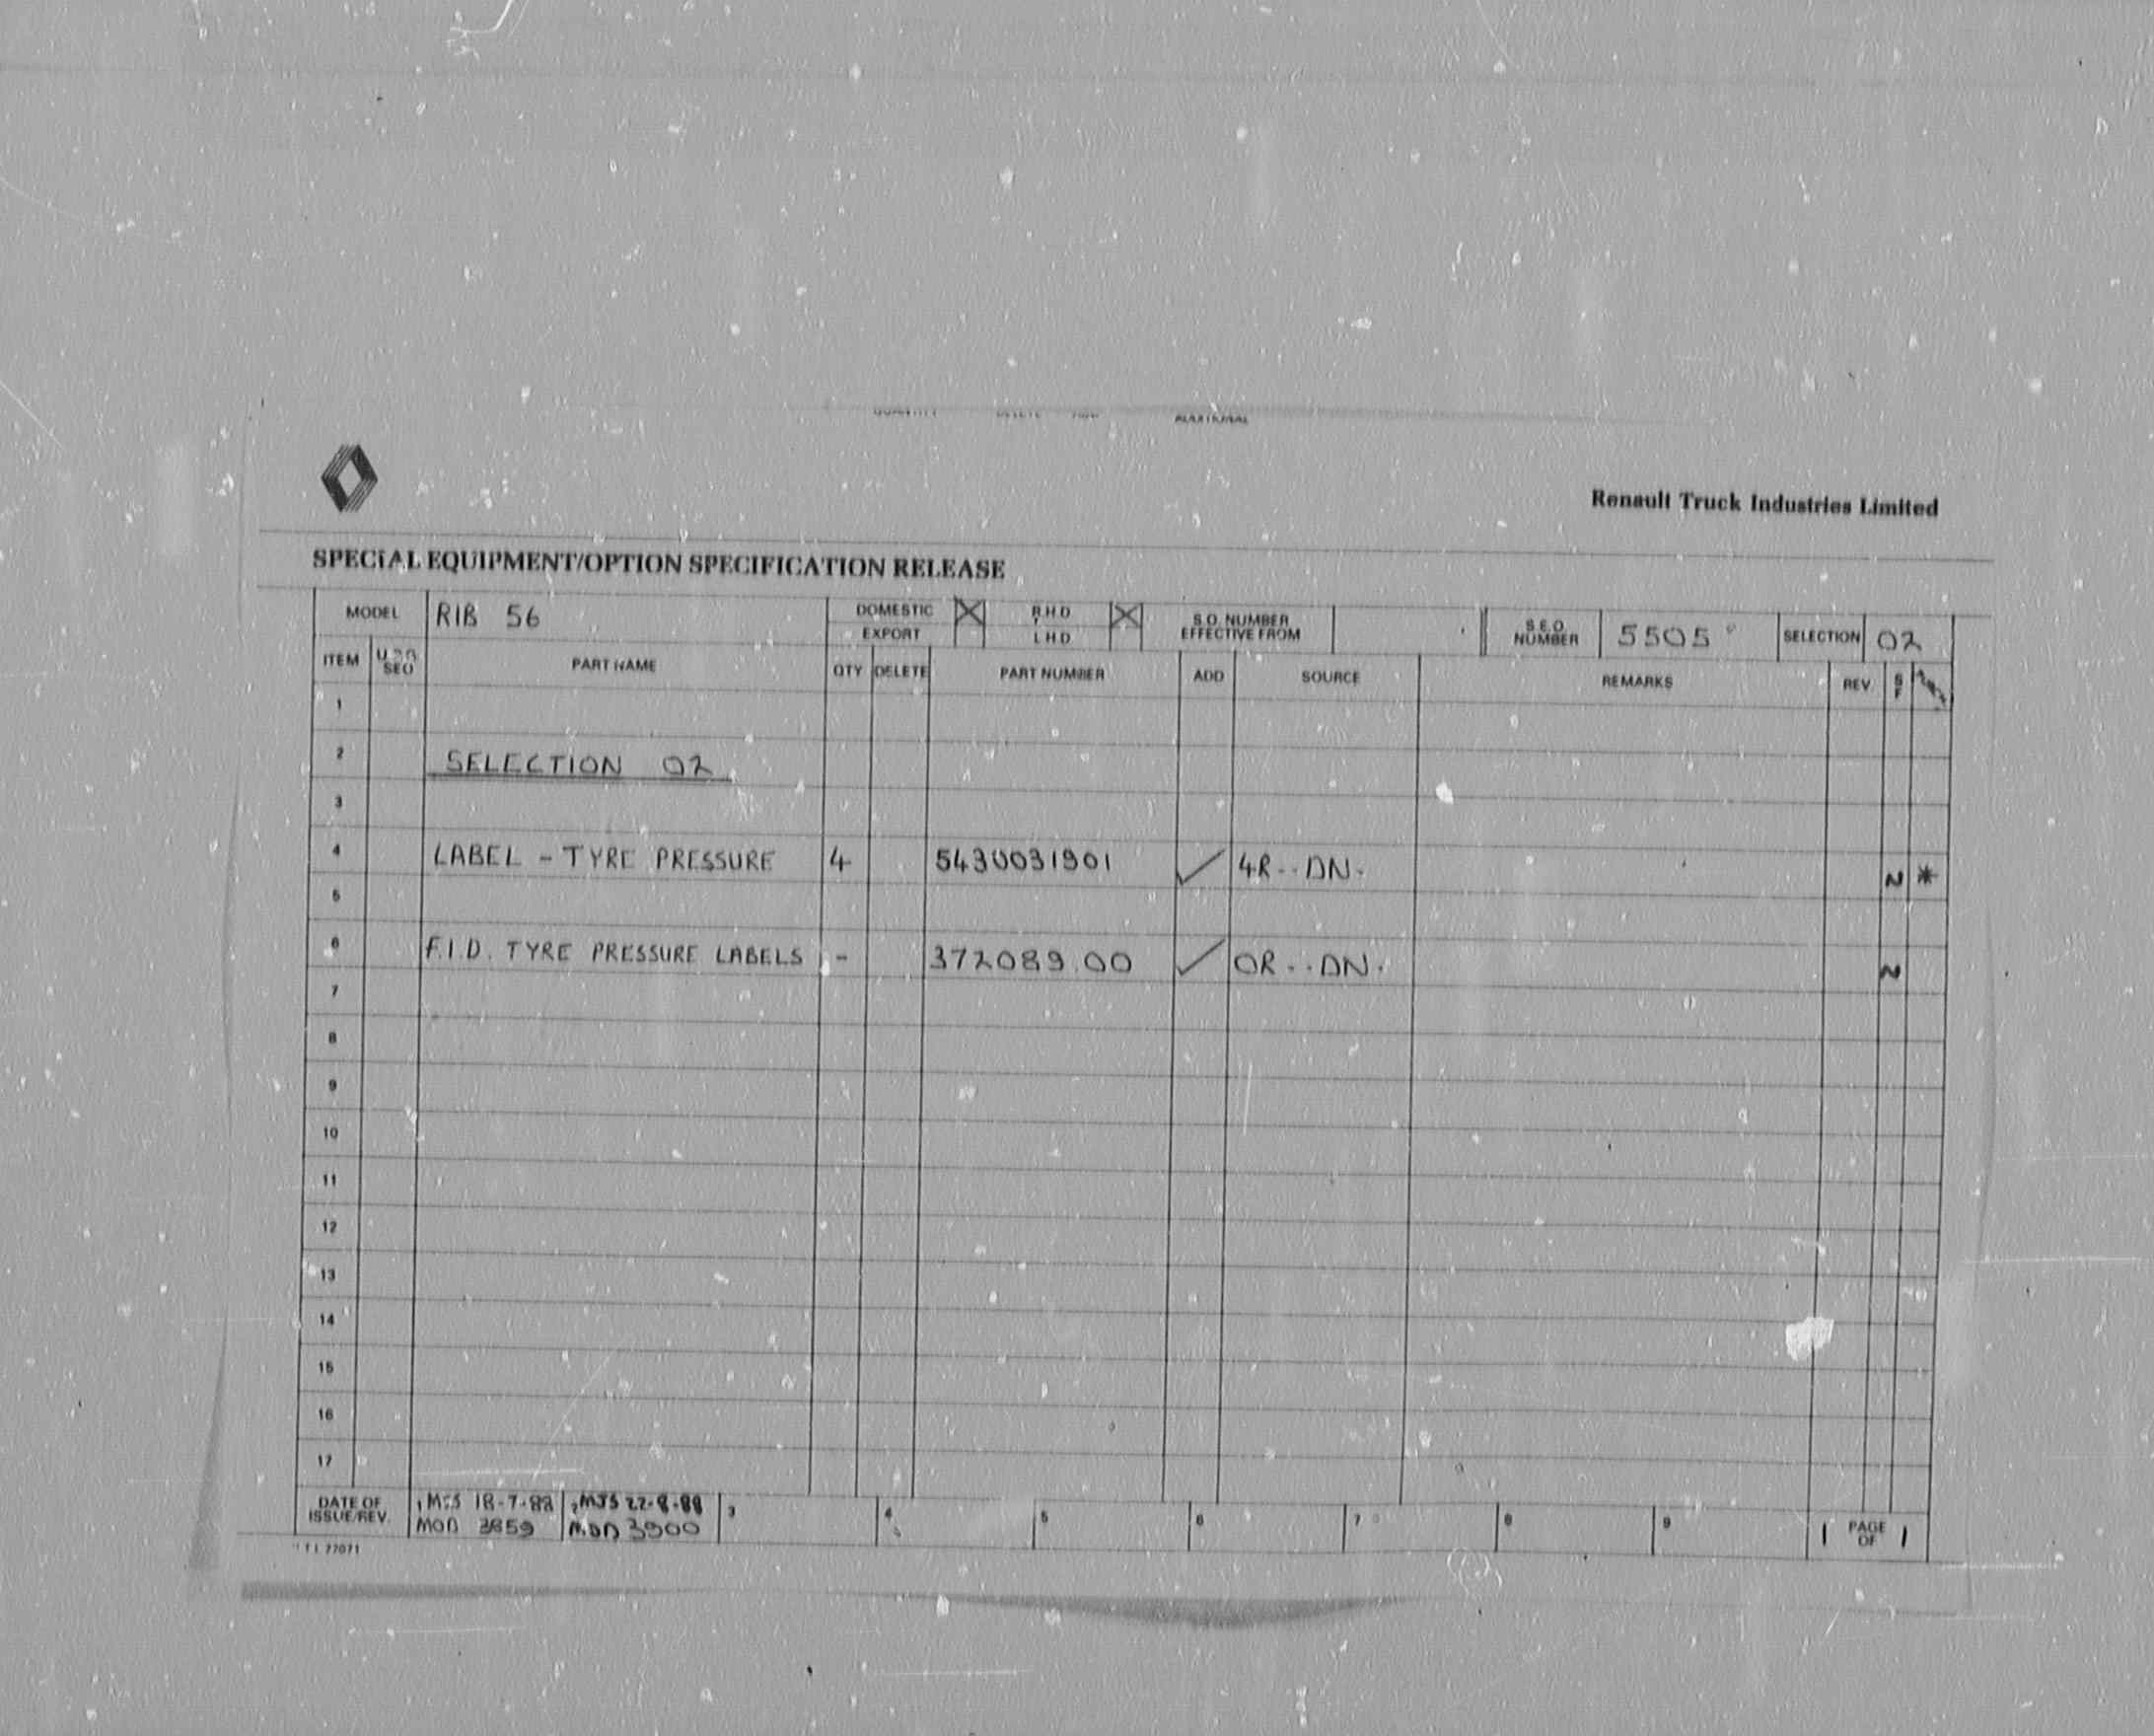 Renault Truck Industries Limited
SPECIAL EQUIPMENT/OPTION SPECIFICATION RELEASE
MODEL RIB 56 DOMESTIC X R.H.D X S.O. NUMBER EFFECTIVE FROM S.E.O. NUMBER 5505 SELECTION 02
EXPORT L.H.D
ITEM SEQ PART NAME QTY DELETE PART NUMBER ADD SOURCE REMARKS REV S F
1
2 SELECTION 02
3
4 LABEL - TYRE PRESSURE 4 5430031901 ✓ 4R--DN. N *
5
6 F.I.D. TYRE PRESSURE LABELS - 372089.00 ✓ OR--DN. N
7
8
9
10
11
12
13
14
15
16
17
DATE OF ISSUE/REV. 1 MJS 18-7-88 2 MJS 22-8-88 3 4 5 6 7 8 9 1 PAGE OF 1
MOD 3859 MOD 3900
77071